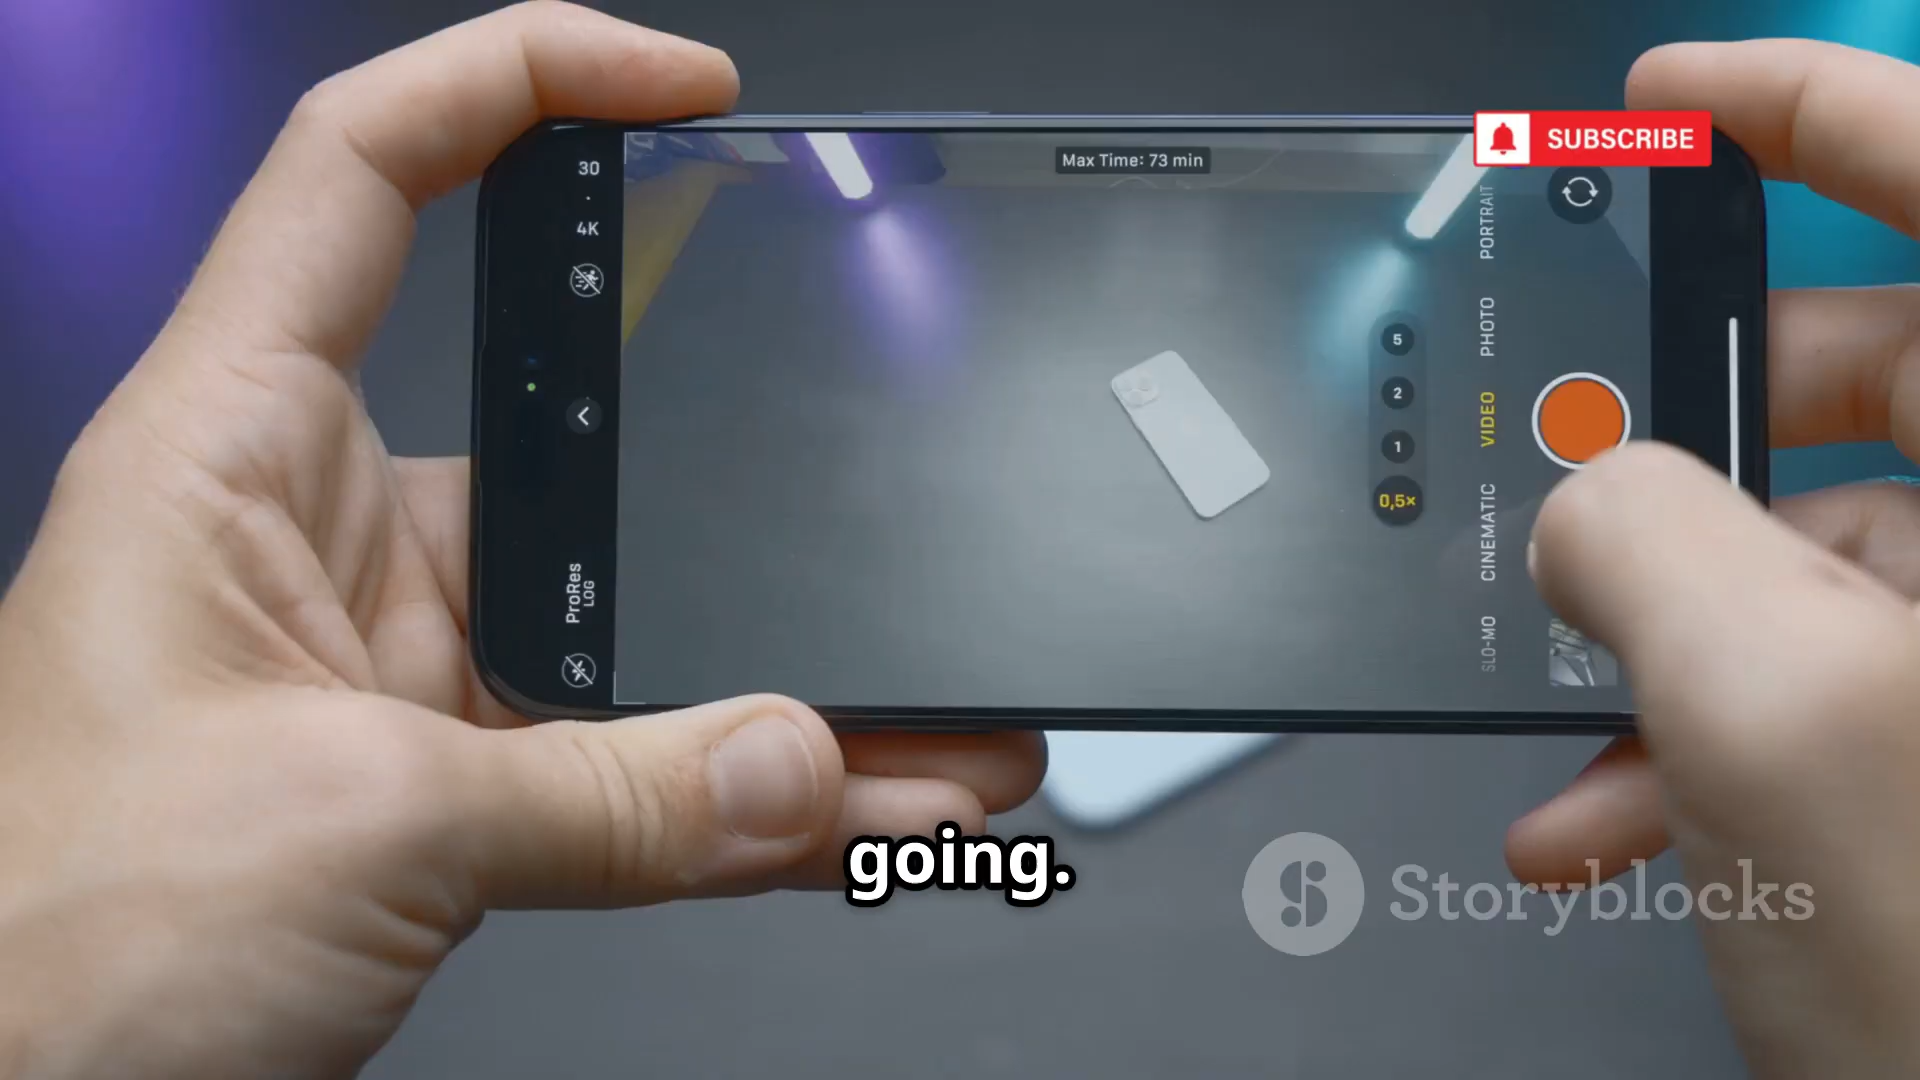 SUBSCRIBE
30
4K
Max Time: 73 min
PORTRAIT
PHOTO
VIDEO
CINEMATIC
SLO-MO
5
2
1
0,5×
ProRes
LOG
going.
Storyblocks